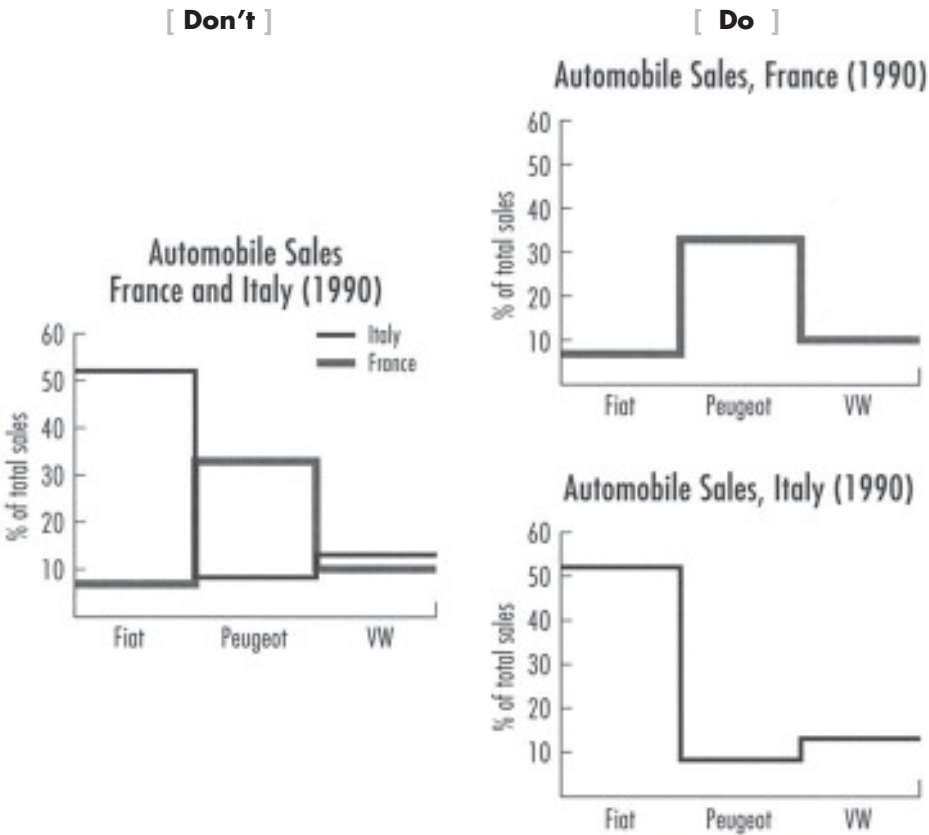 [ Don't ]
Automobile Sales
France and Italy (1990)
Italy
France
% of total sales
60
50
40
30
20
10
Fiat Peugeot VW
[ Do ]
Automobile Sales, France (1990)
% of total sales
60
50
40
30
20
10
Fiat Peugeot VW
Automobile Sales, Italy (1990)
% of total sales
60
50
40
30
20
10
Fiat Peugeot VW